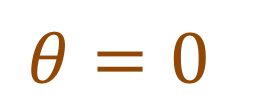 θ = 0